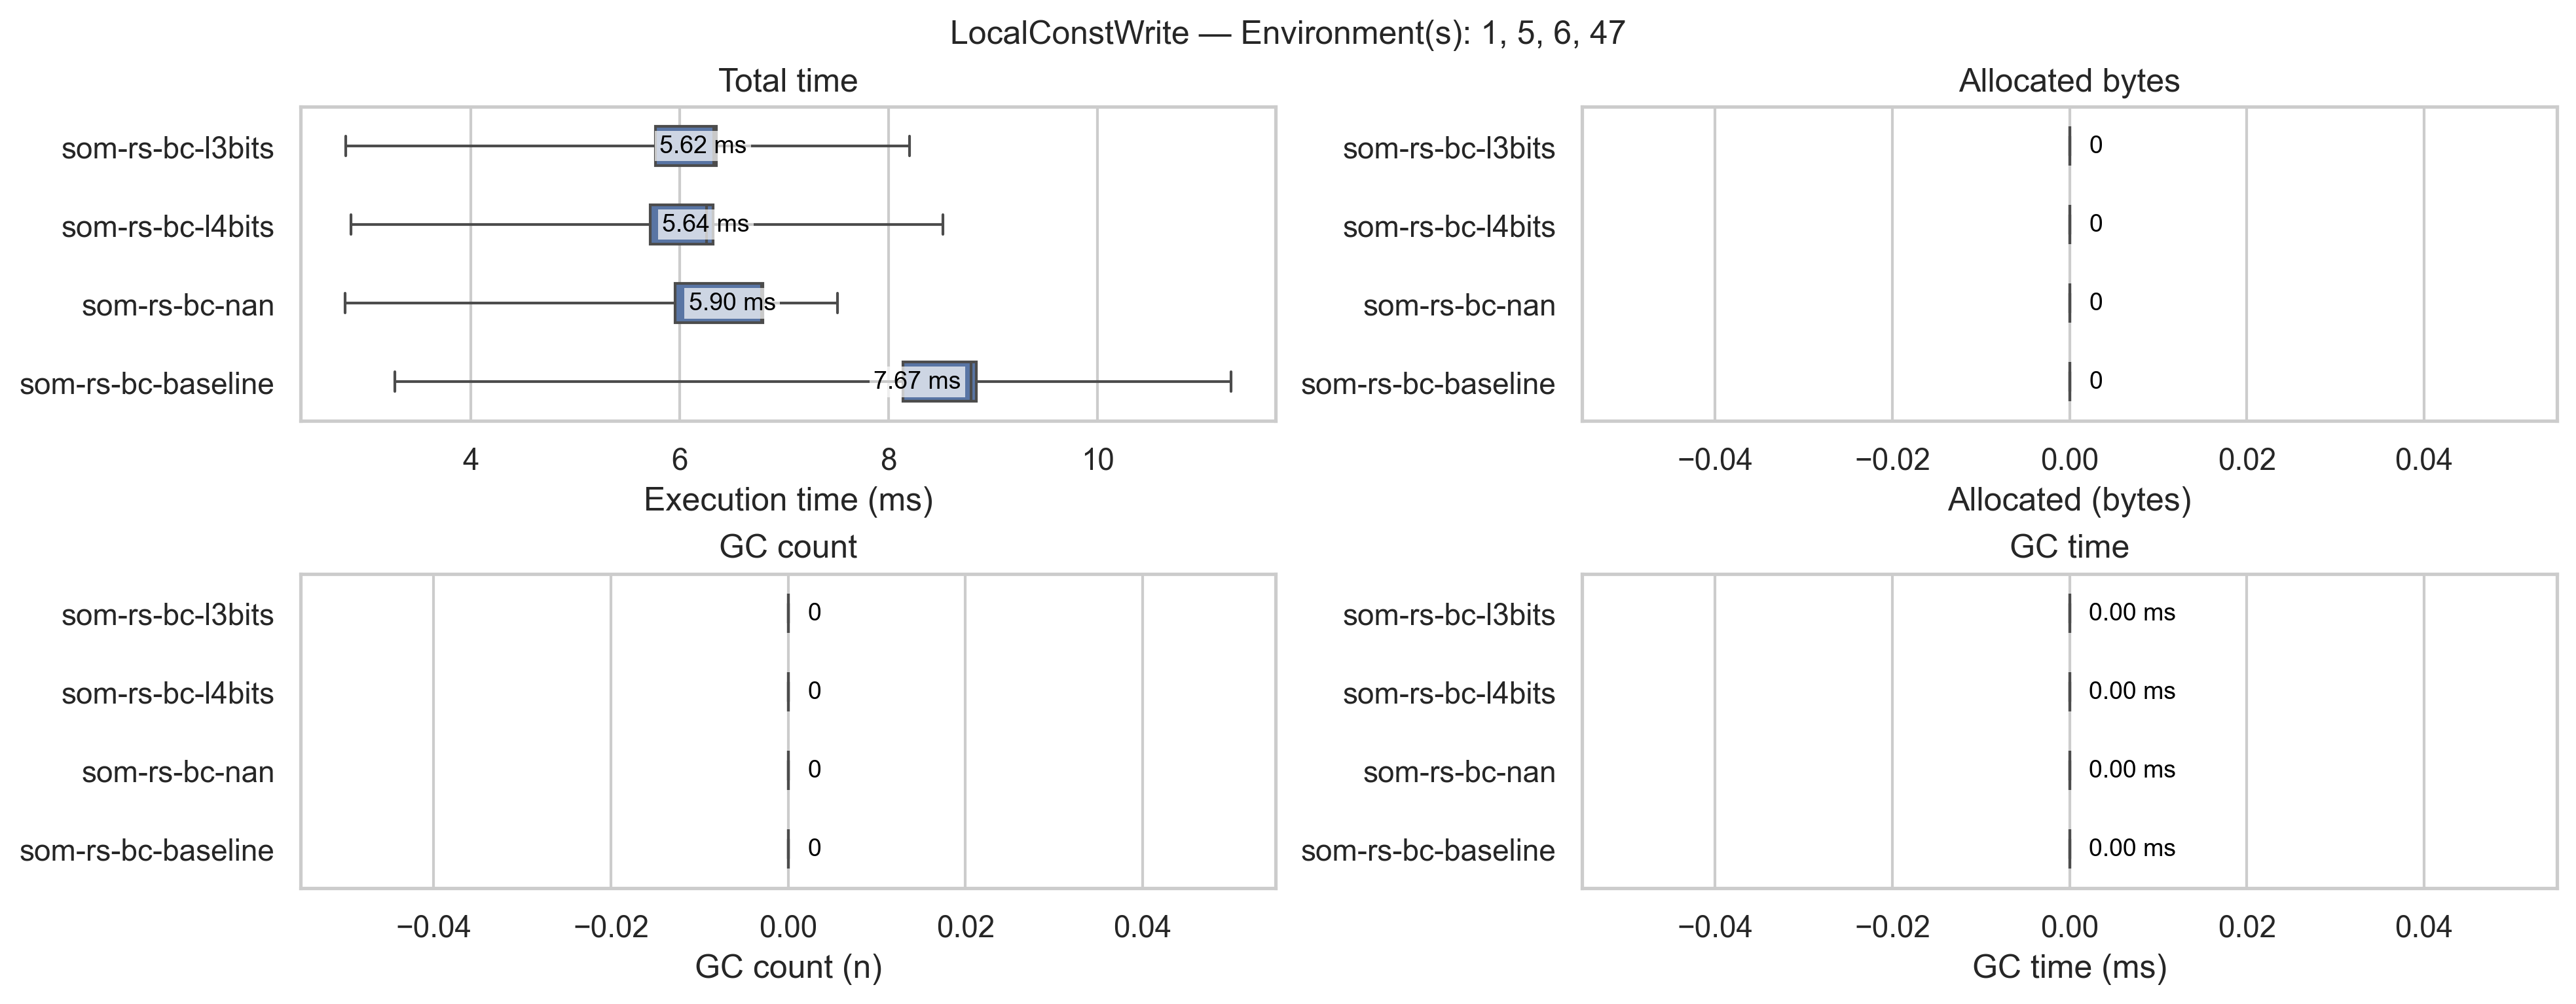 LocalConstWrite — Environment(s): 1, 5, 6, 47
Total time
som-rs-bc-l3bits
5.62 ms
som-rs-bc-l4bits
5.64 ms
som-rs-bc-nan
5.90 ms
som-rs-bc-baseline
7.67 ms
4 6 8 10
Execution time (ms)
Allocated bytes
som-rs-bc-l3bits
0
som-rs-bc-l4bits
0
som-rs-bc-nan
0
som-rs-bc-baseline
0
−0.04 −0.02 0.00 0.02 0.04
Allocated (bytes)
GC count
som-rs-bc-l3bits
0
som-rs-bc-l4bits
0
som-rs-bc-nan
0
som-rs-bc-baseline
0
−0.04 −0.02 0.00 0.02 0.04
GC count (n)
GC time
som-rs-bc-l3bits
0.00 ms
som-rs-bc-l4bits
0.00 ms
som-rs-bc-nan
0.00 ms
som-rs-bc-baseline
0.00 ms
−0.04 −0.02 0.00 0.02 0.04
GC time (ms)